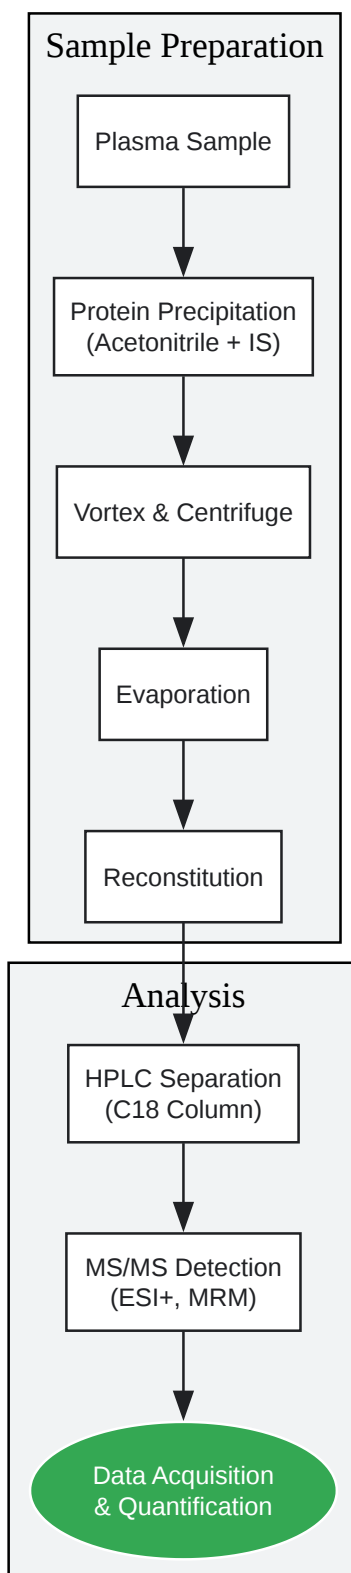 Sample Preparation
Plasma Sample
Protein Precipitation
(Acetonitrile + IS)
Vortex & Centrifuge
Evaporation
Reconstitution
Analysis
HPLC Separation
(C18 Column)
MS/MS Detection
(ESI+, MRM)
Data Acquisition
& Quantification